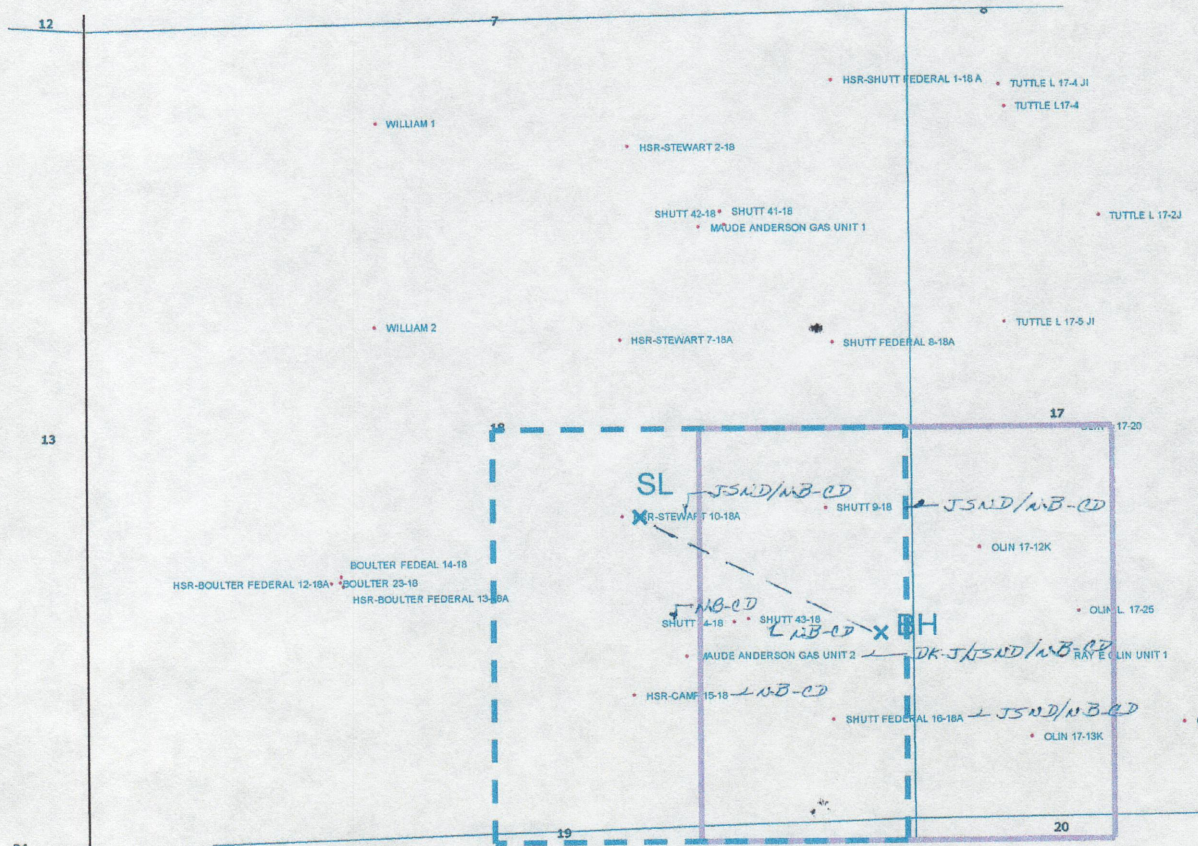 12
7
8
HSR-SHUTT FEDERAL 1-18 A
TUTTLE L 17-4 JI
TUTTLE L17-4
WILLIAM 1
HSR-STEWART 2-18
SHUTT 42-18
SHUTT 41-18
MAUDE ANDERSON GAS UNIT 1
TUTTLE L 17-2J
WILLIAM 2
TUTTLE L 17-5 JI
HSR-STEWART 7-18A
SHUTT FEDERAL 8-18A
13
18
17
17-20
SL
JSND/NB-CD
R-STEWART 10-18A
SHUTT 9-18
JSND/NB-CD
OLIN 17-12K
BOULTER FEDEAL 14-18
HSR-BOULTER FEDERAL 12-18A
BOULTER 23-18
HSR-BOULTER FEDERAL
NB-CD
SHUTT 4-18
SHUTT 43-18
NB-CD
BH
OLIN L 17-25
MAUDE ANDERSON GAS UNIT 2
DK-J/JSND/NB-CD
RAY E OLIN UNIT 1
HSR-CAMP 15-18
NB-CD
SHUTT FEDERAL 16-18A
JSND/NB-CD
OLIN 17-13K
19
20